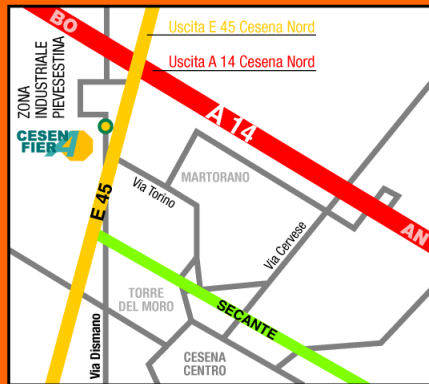 BO
Uscita E 45 Cesena Nord
Uscita A 14 Cesena Nord
ZONA
INDUSTRIALE
PIEVESESTINA
A 14
CESENA
FIERA
MARTORANO
Via Torino
E 45
Via Cervese
AN
TORRE
DEL MORO
SECANTE
Via Dismano
CESENA
CENTRO